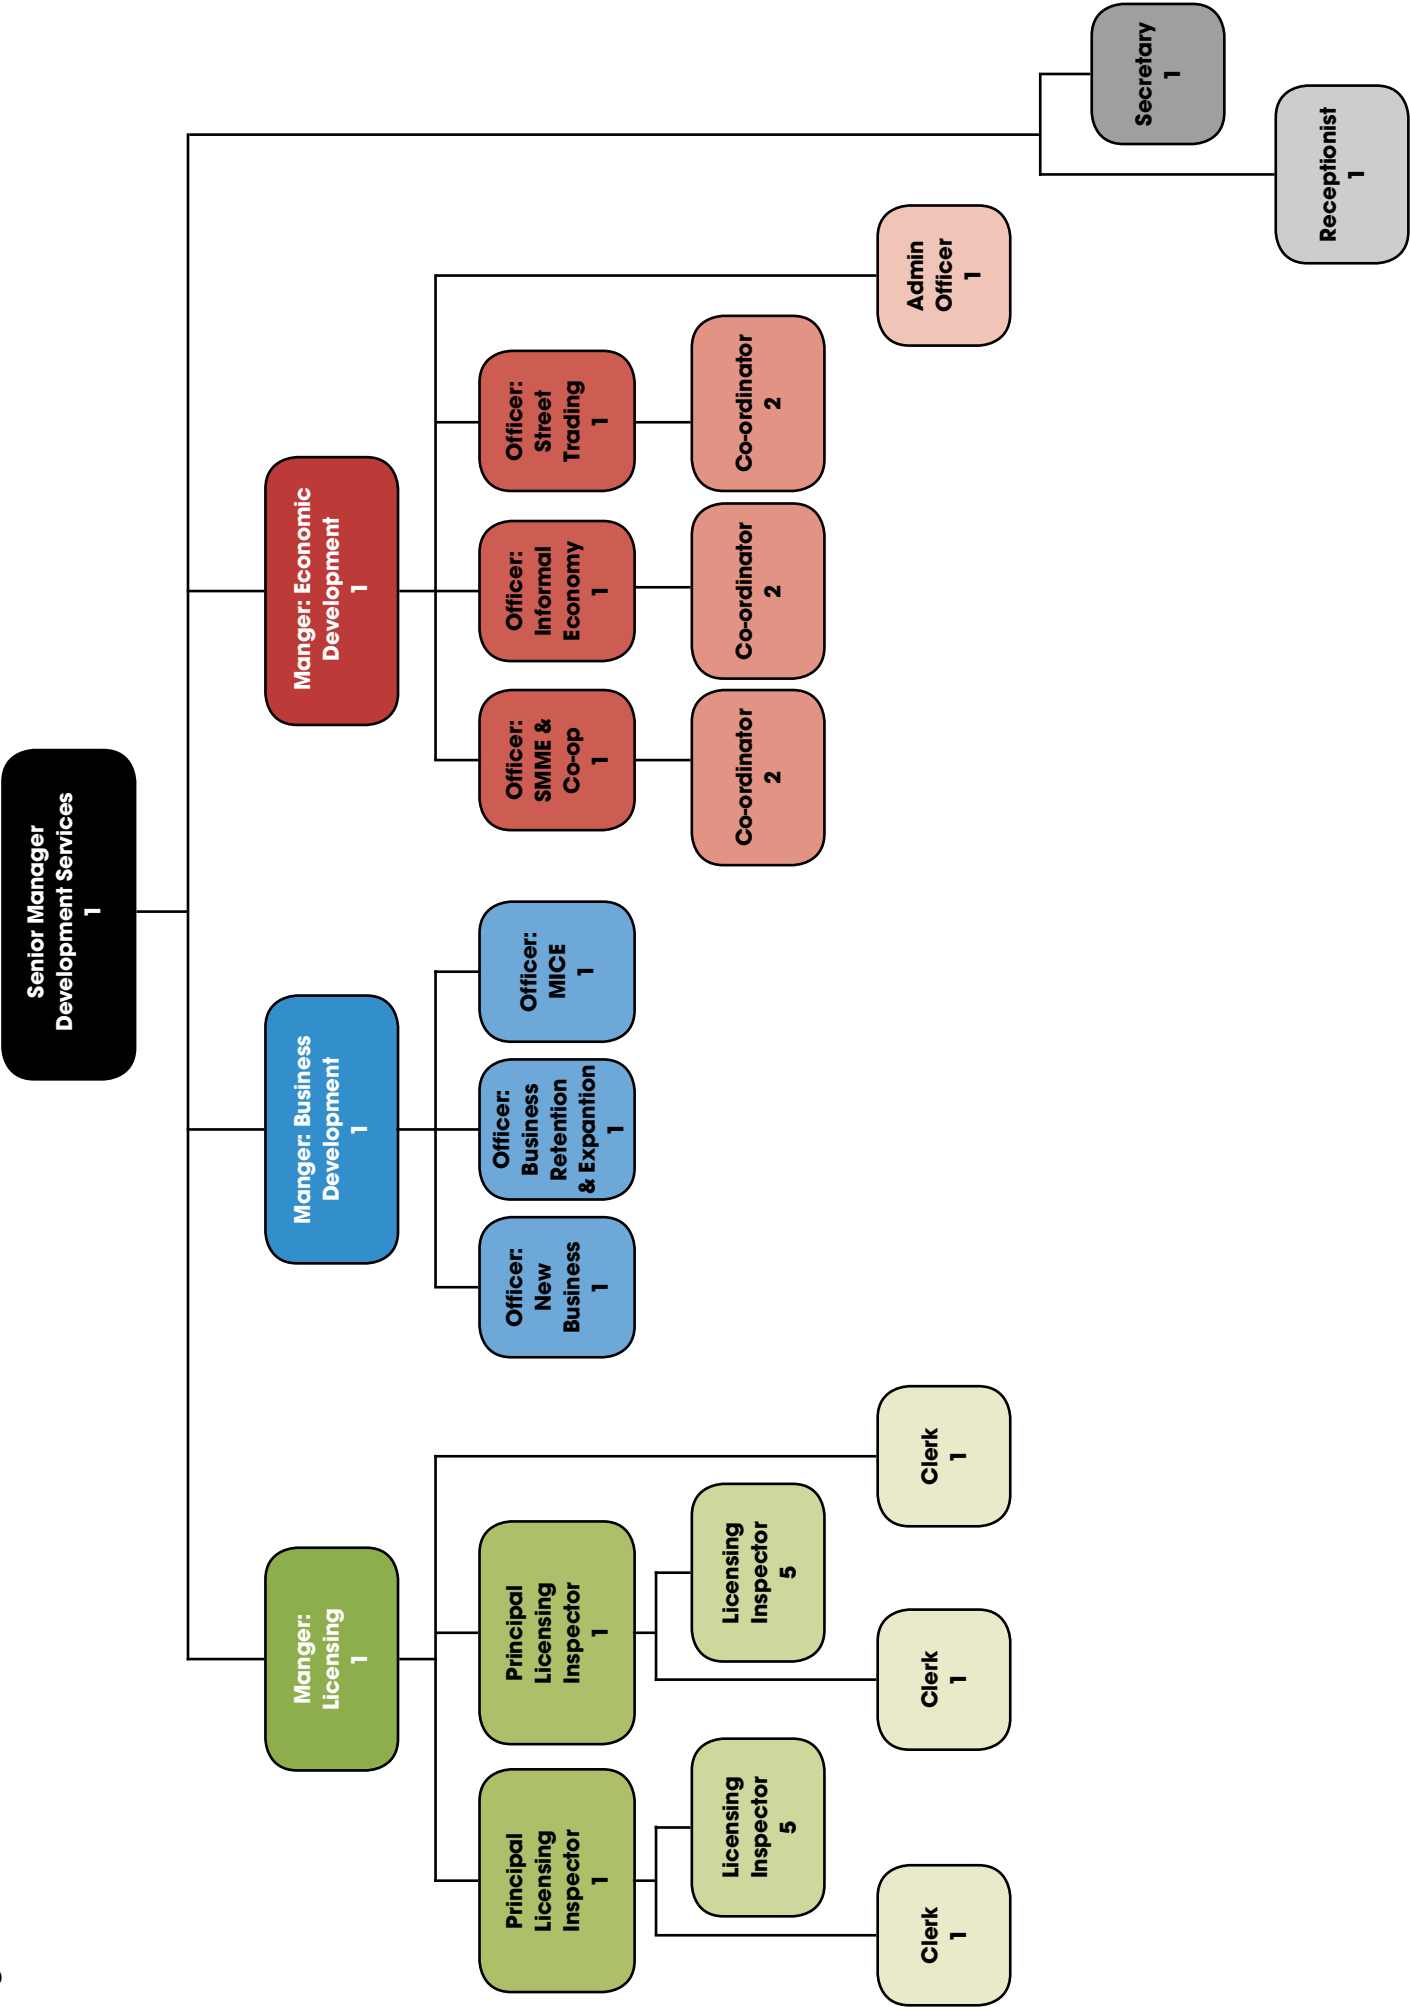 Senior Manager
Development Services
1
Manger:
Licensing
1
Manger: Business
Development
1
Manger: Economic
Development
1
Principal
Licensing
Inspector
1
Principal
Licensing
Inspector
1
Officer:
New
Business
1
Officer:
Business
Retention
& Expantion
1
Officer:
MICE
1
Officer:
SMME &
Co-op
1
Officer:
Informal
Economy
1
Officer:
Street
Trading
1
Licensing
Inspector
5
Licensing
Inspector
5
Co-ordinator
2
Co-ordinator
2
Co-ordinator
2
Clerk
1
Clerk
1
Clerk
1
Admin
Officer
1
Secretary
1
Receptionist
1